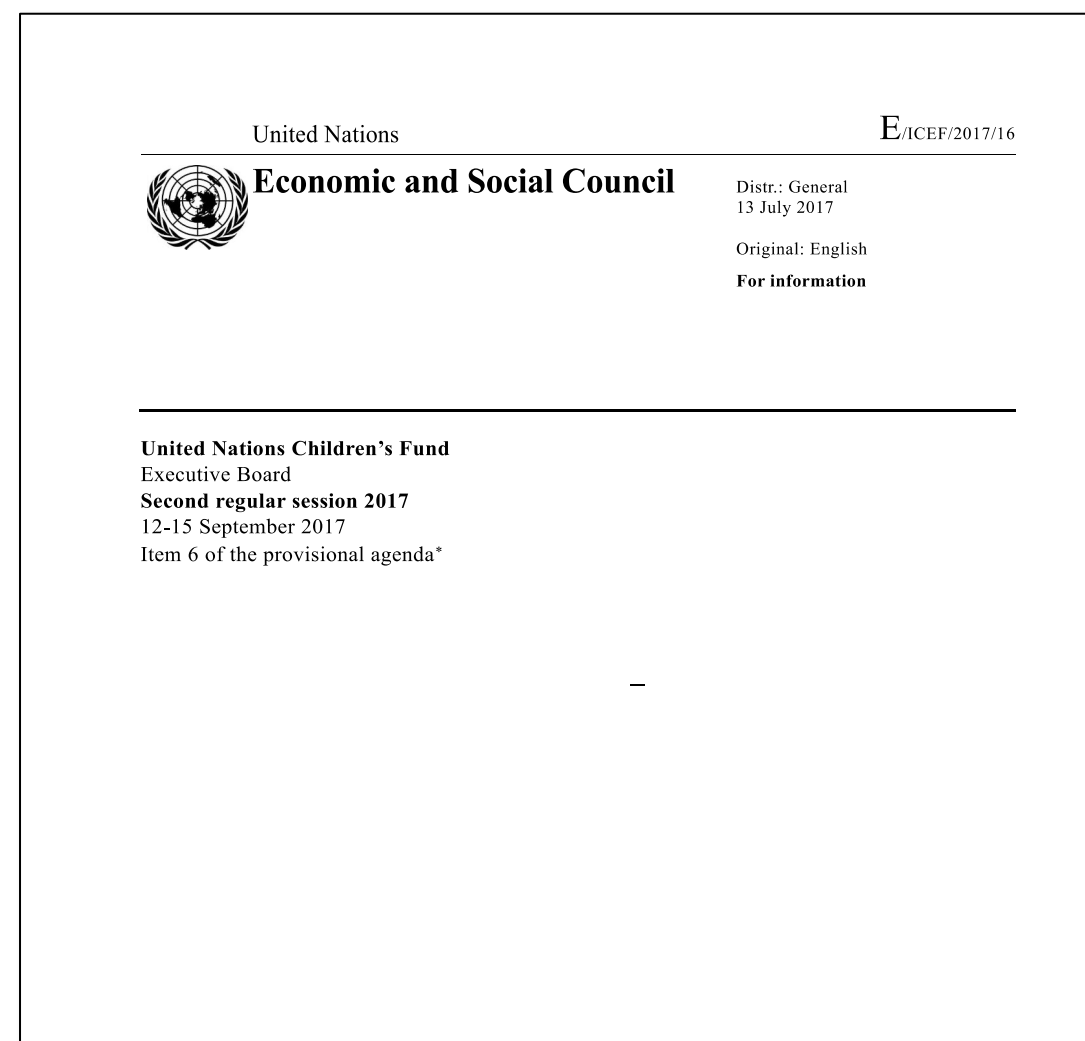 United Nations
E/ICEF/2017/16
Economic and Social Council
Distr.: General
13 July 2017
Original: English
For information
United Nations Children’s Fund
Executive Board
Second regular session 2017
12-15 September 2017
Item 6 of the provisional agenda*